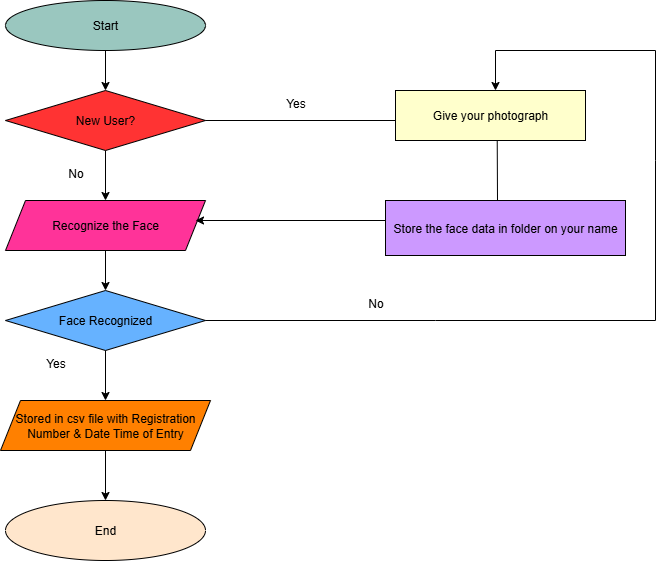 Start
New User?
Yes
Give your photograph
No
Recognize the Face
Store the face data in folder on your name
Face Recognized
No
Yes
Stored in csv file with Registration
Number & Date Time of Entry
End